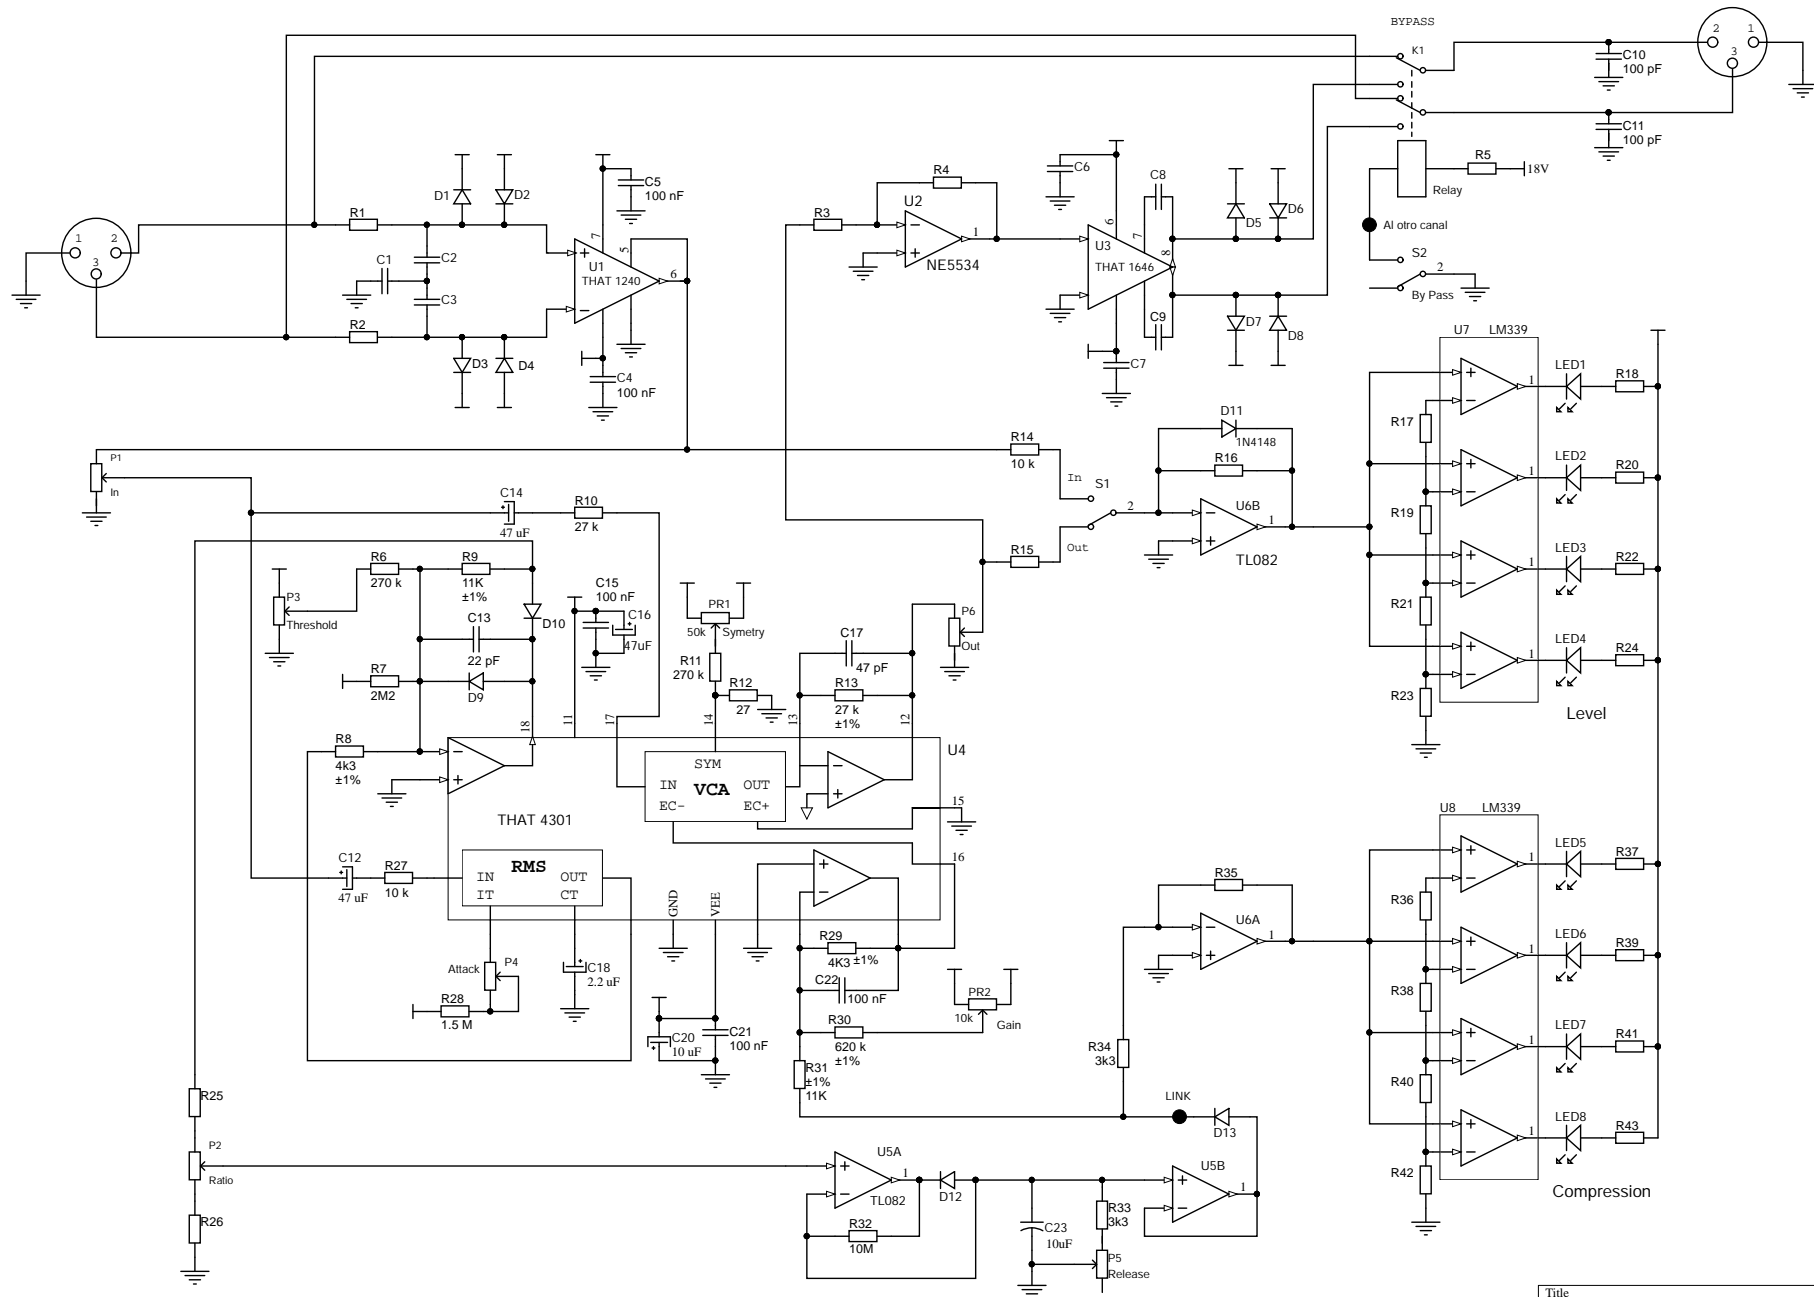 BYPASS
K1
2
1
3
C10
100 pF
C11
100 pF
R5
18V
Relay
Al otro canal
S2
2
By Pass
1
2
3
R1
R2
C1
C2
C3
D1
D2
D3
D4
C5
100 nF
7
5
6
U1
THAT 1240
C4
100 nF
R3
R4
U2
1
NE5534
C6
6
7
8
U3
THAT 1646
C8
C9
C7
D5
D6
D7
D8
P1
In
C14
47 uF
R10
27 k
R14
10 k
In
S1
2
Out
R15
D11
1N4148
R16
U6B
1
TL082
U7
LM339
1
LED1
R18
R17
1
LED2
R20
R19
1
LED3
R22
R21
1
LED4
R24
R23
Level
P3
Threshold
R6
270 k
R9
11K
±1%
D10
C13
22 pF
R7
2M2
D9
18
R8
4k3
±1%
C15
100 nF
C16
47uF
11
17
PR1
50k
Symetry
R11
270 k
R12
27
14
C17
47 pF
R13
27 k
±1%
13
12
P6
Out
U4
SYM
IN
VCA
OUT
EC-
EC+
15
16
THAT 4301
RMS
IN
OUT
IT
CT
GND
VEE
C12
47 uF
R27
10 k
Attack
P4
R28
1.5 M
C18
2.2 uF
C20
10 uF
C21
100 nF
R29
4K3
±1%
C22
100 nF
R30
620 k
±1%
PR2
10k
Gain
R31
±1%
11K
R34
3k3
R35
U6A
1
U8
LM339
1
LED5
R37
R36
1
LED6
R39
R38
1
LED7
R41
R40
1
LED8
R43
R42
Compression
LINK
D13
R25
P2
Ratio
R26
U5A
1
TL082
D12
R32
10M
C23
10uF
R33
3k3
P5
Release
U5B
1
Title